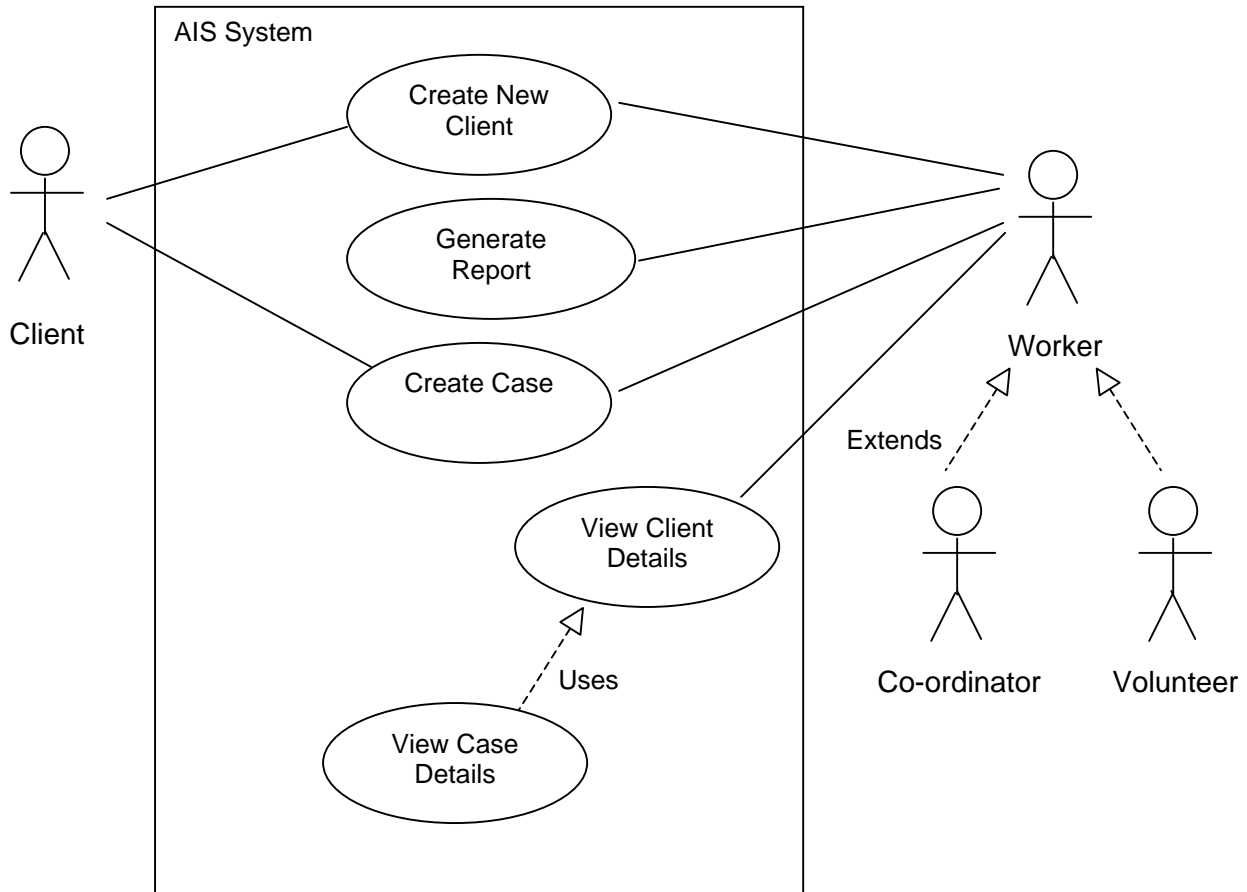 AIS System
Create New
Client
Generate
Report
Client
Create Case
Worker
Extends
View Client
Details
Co-ordinator
Volunteer
Uses
View Case
Details